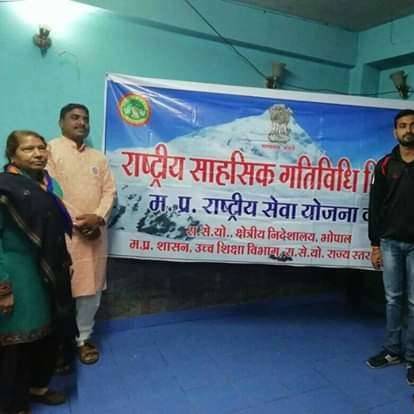 राष्ट्रीय साहसिक गतिविधि
म. प्र. राष्ट्रीय सेवा योजना
रा.से.यो., क्षेत्रीय निदेशालय, भोपाल
म.प्र. शासन, उच्च शिक्षा विभाग, रा.से.यो. राज्य स्तर